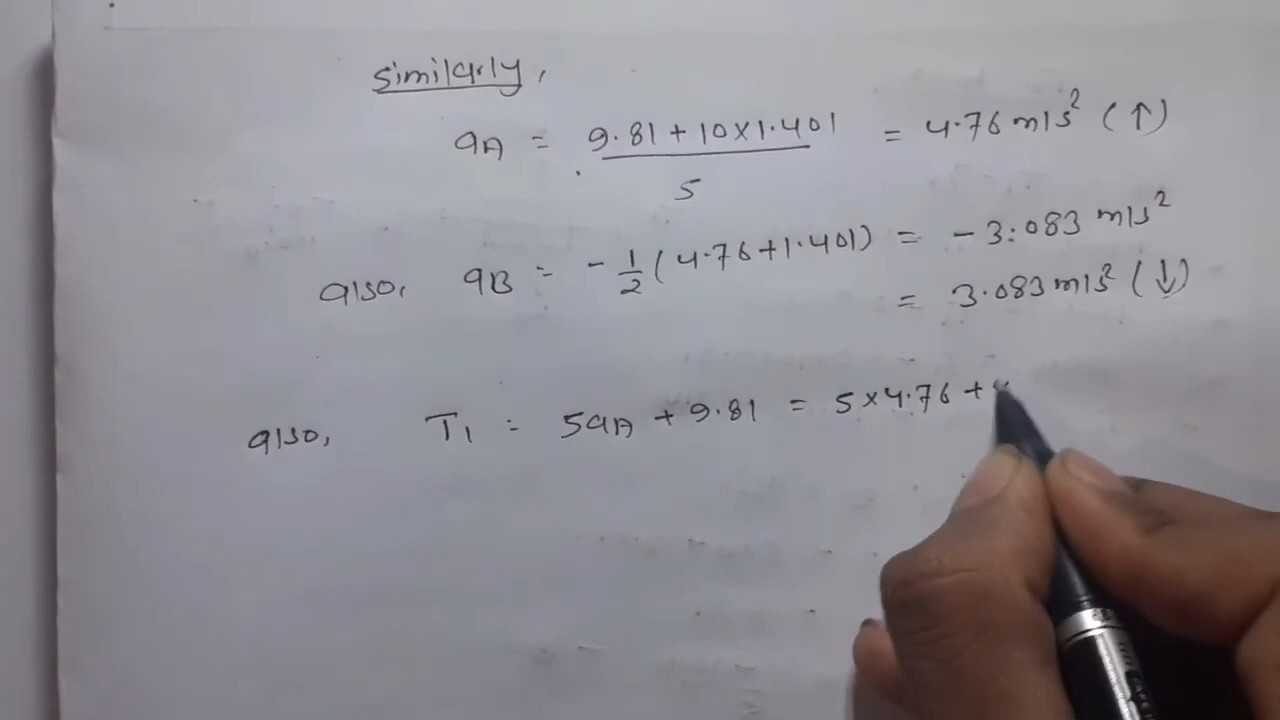 Similarly,
aA = 9.81 + 10 x 1.401 / 5 = 4.76 m/s² (↑)
also, aB = - 1/2 (4.76 + 1.401) = - 3.083 m/s²
= 3.083 m/s² (↓)
also, T1 = 5aA + 9.81 = 5 x 4.76 +